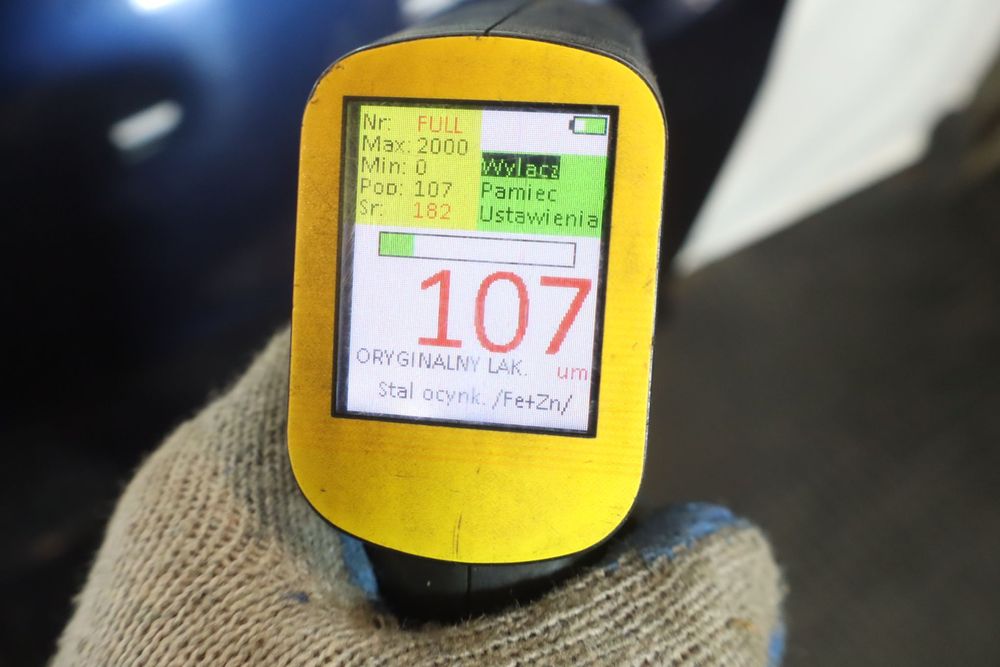 Nr: FULL
Max: 2000
Min: 0
Pop: 107
Sr: 182
Wylacz
Pamiec
Ustawienia
107
ORYGINALNY LAK. um
Stal ocynk. /Fe+Zn/